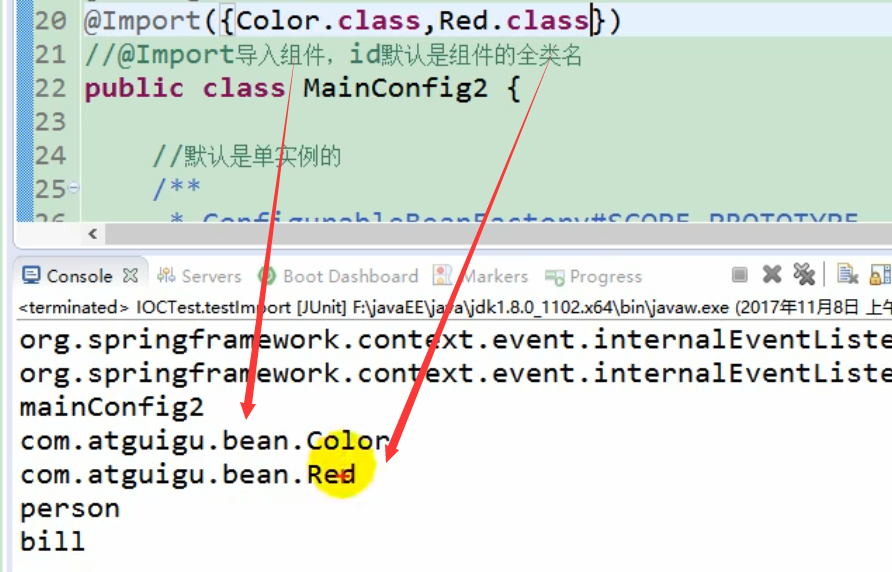 20 @Import({Color.class,Red.class})
21 //@Import导入组件，id默认是组件的全类名
22 public class MainConfig2 {
23
24 //默认是单实例的
25 /**
26 * ConfigurableBeanFactory#SCOPE_PROTOTYPE
Console Servers Boot Dashboard Markers Progress
<terminated> IOCTest.testImport [JUnit] F:\javaEE\java\jdk1.8.0_1102.x64\bin\javaw.exe (2017年11月8日 上午
org.springframework.context.event.internalEventListe
org.springframework.context.event.internalEventListe
mainConfig2
com.atguigu.bean.Color
com.atguigu.bean.Red
person
bill